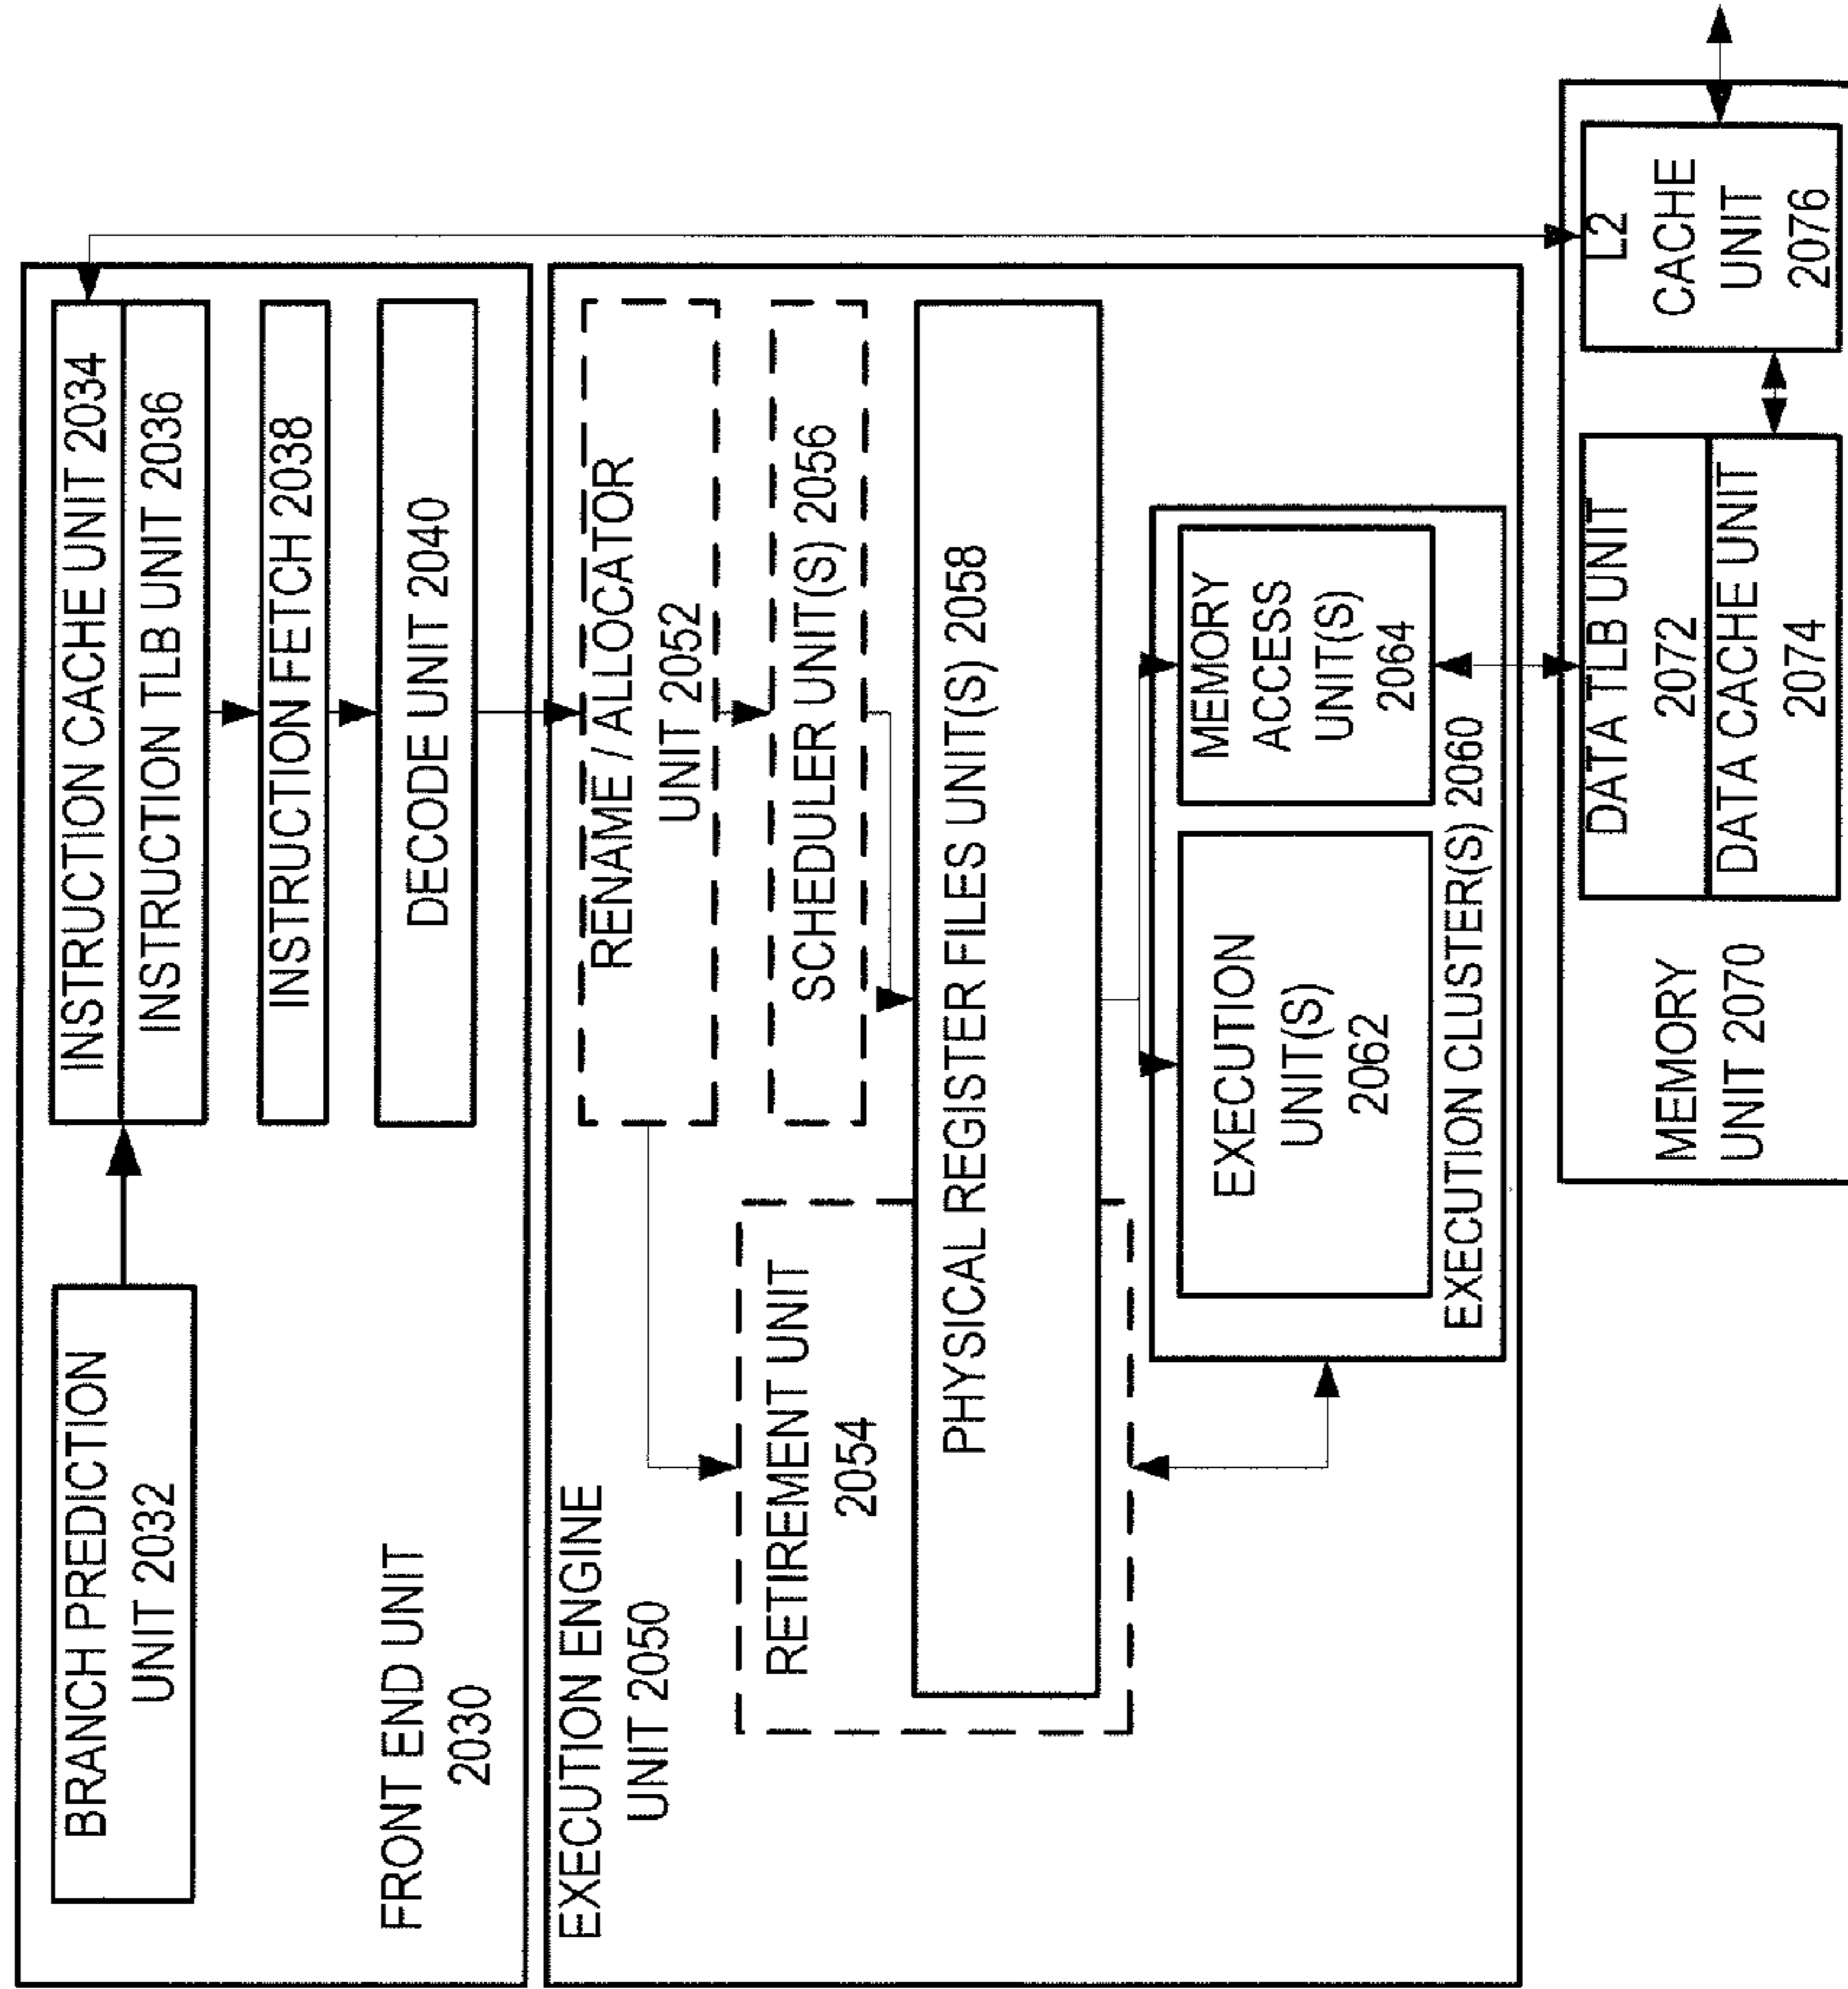 BRANCH PREDICTION
UNIT 2032
INSTRUCTION CACHE UNIT 2034
INSTRUCTION TLB UNIT 2036
INSTRUCTION FETCH 2038
DECODE UNIT 2040
FRONT END UNIT
2030
EXECUTION ENGINE
UNIT 2050
RENAME / ALLOCATOR
UNIT 2052
SCHEDULER UNIT(S) 2056
RETIREMENT UNIT
2054
PHYSICAL REGISTER FILES UNIT(S) 2058
EXECUTION
UNIT(S)
2062
MEMORY
ACCESS
UNIT(S)
2064
EXECUTION CLUSTER(S) 2060
MEMORY
UNIT 2070
DATA TLB UNIT
2072
DATA CACHE UNIT
2074
L2
CACHE
UNIT
2076